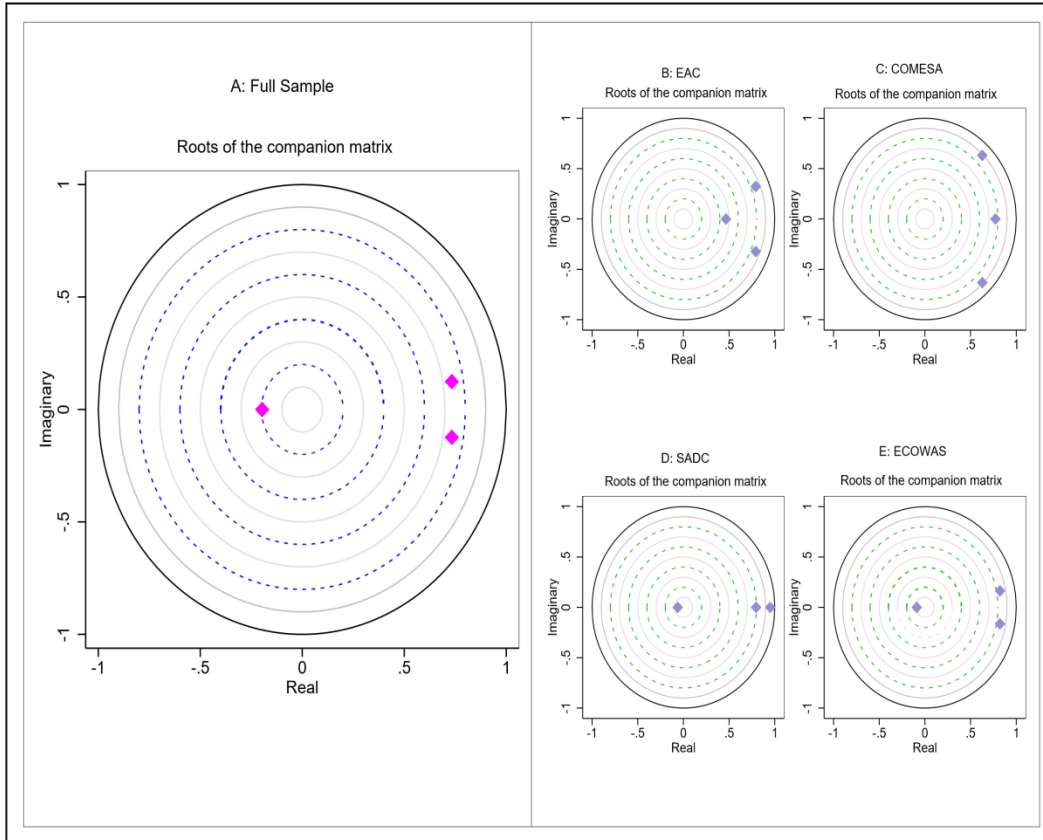 A: Full Sample
Roots of the companion matrix
Imaginary
1
.5
0
-.5
-1
-1 -.5 0 .5 1
Real
B: EAC
Roots of the companion matrix
Imaginary
1
.5
0
-.5
-1
-1 -.5 0 .5 1
Real
C: COMESA
Roots of the companion matrix
Imaginary
1
.5
0
-.5
-1
-1 -.5 0 .5 1
Real
D: SADC
Roots of the companion matrix
Imaginary
1
.5
0
-.5
-1
-1 -.5 0 .5 1
Real
E: ECOWAS
Roots of the companion matrix
Imaginary
1
.5
0
-.5
-1
-1 -.5 0 .5 1
Real